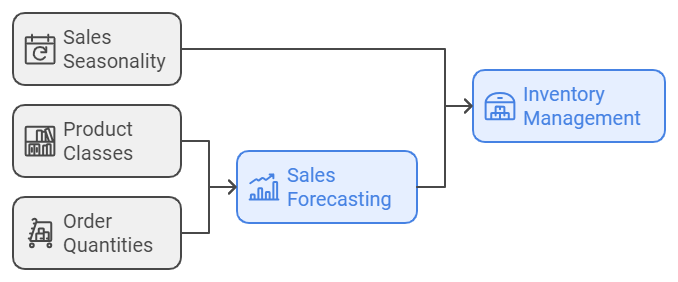 Sales
Seasonality
Product
Classes
Order
Quantities
Sales
Forecasting
Inventory
Management